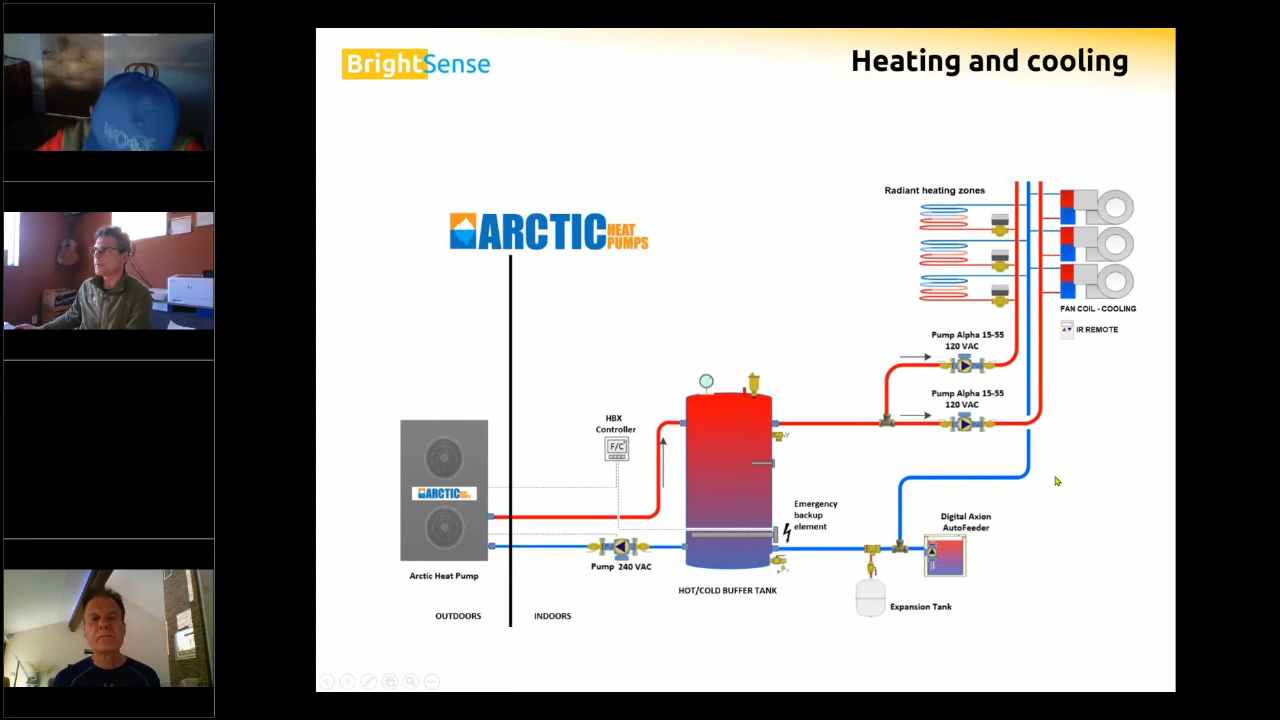 BrightSense
Heating and cooling
Radiant heating zones
ARCTIC HEAT
PUMPS
FAN COIL - COOLING
IR REMOTE
Pump Alpha 15-55
120 VAC
Pump Alpha 15-55
120 VAC
HBX
Controller
F/C
ARCTIC HEAT
PUMPS
Emergency
backup
element
Digital Axion
AutoFeeder
Pump 240 VAC
Arctic Heat Pump
HOT/COLD BUFFER TANK
Expansion Tank
OUTDOORS
INDOORS